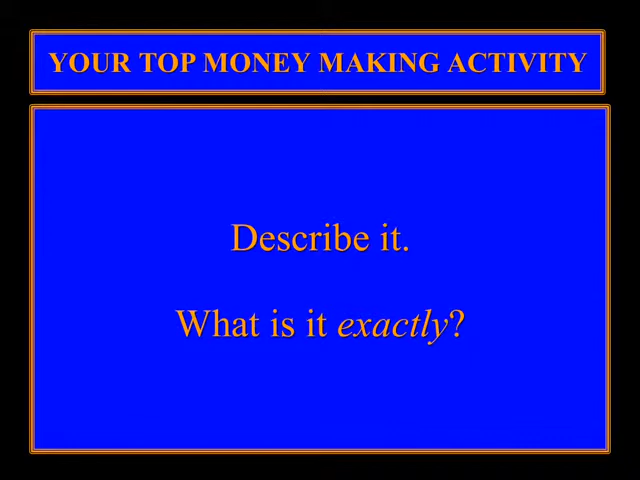 YOUR TOP MONEY MAKING ACTIVITY
Describe it.
What is it exactly?